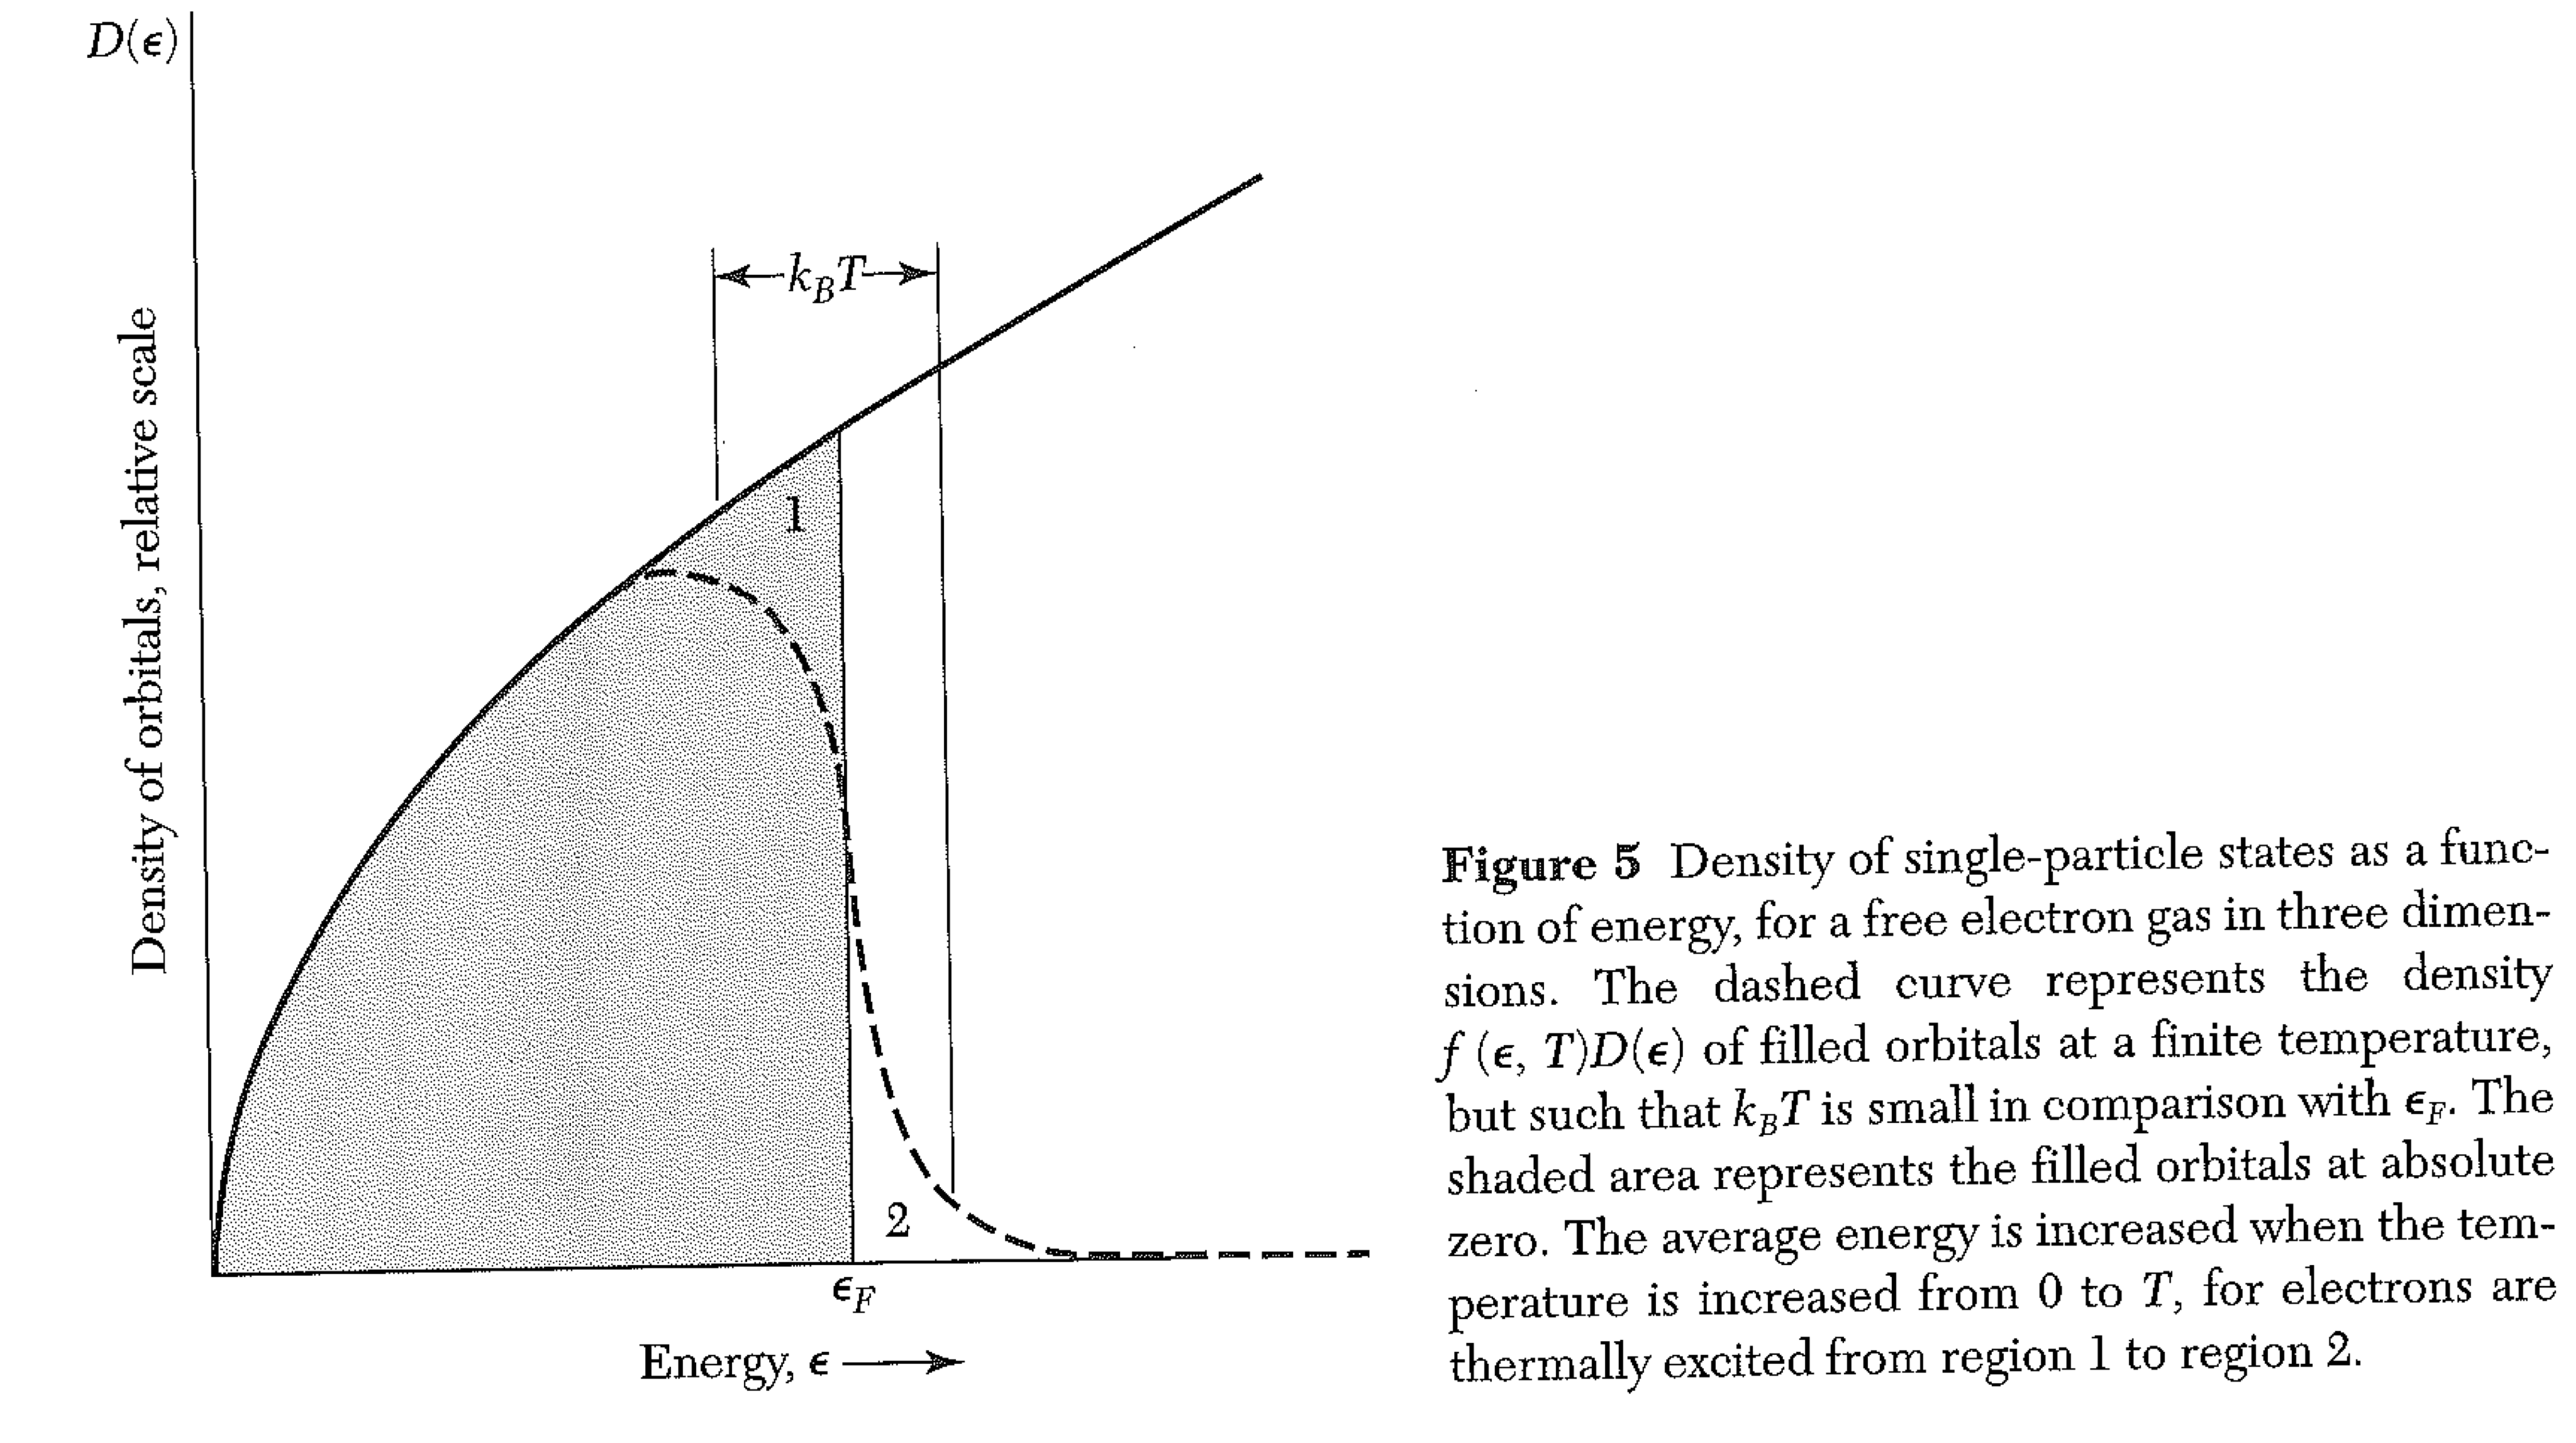 D(ϵ)
Density of orbitals, relative scale
k_BT
1
2
ϵ_F
Energy, ϵ
Figure 5 Density of single-particle states as a func-
tion of energy, for a free electron gas in three dimen-
sions. The dashed curve represents the density
f (ϵ, T)D(ϵ) of filled orbitals at a finite temperature,
but such that k_BT is small in comparison with ϵ_F. The
shaded area represents the filled orbitals at absolute
zero. The average energy is increased when the tem-
perature is increased from 0 to T, for electrons are
thermally excited from region 1 to region 2.